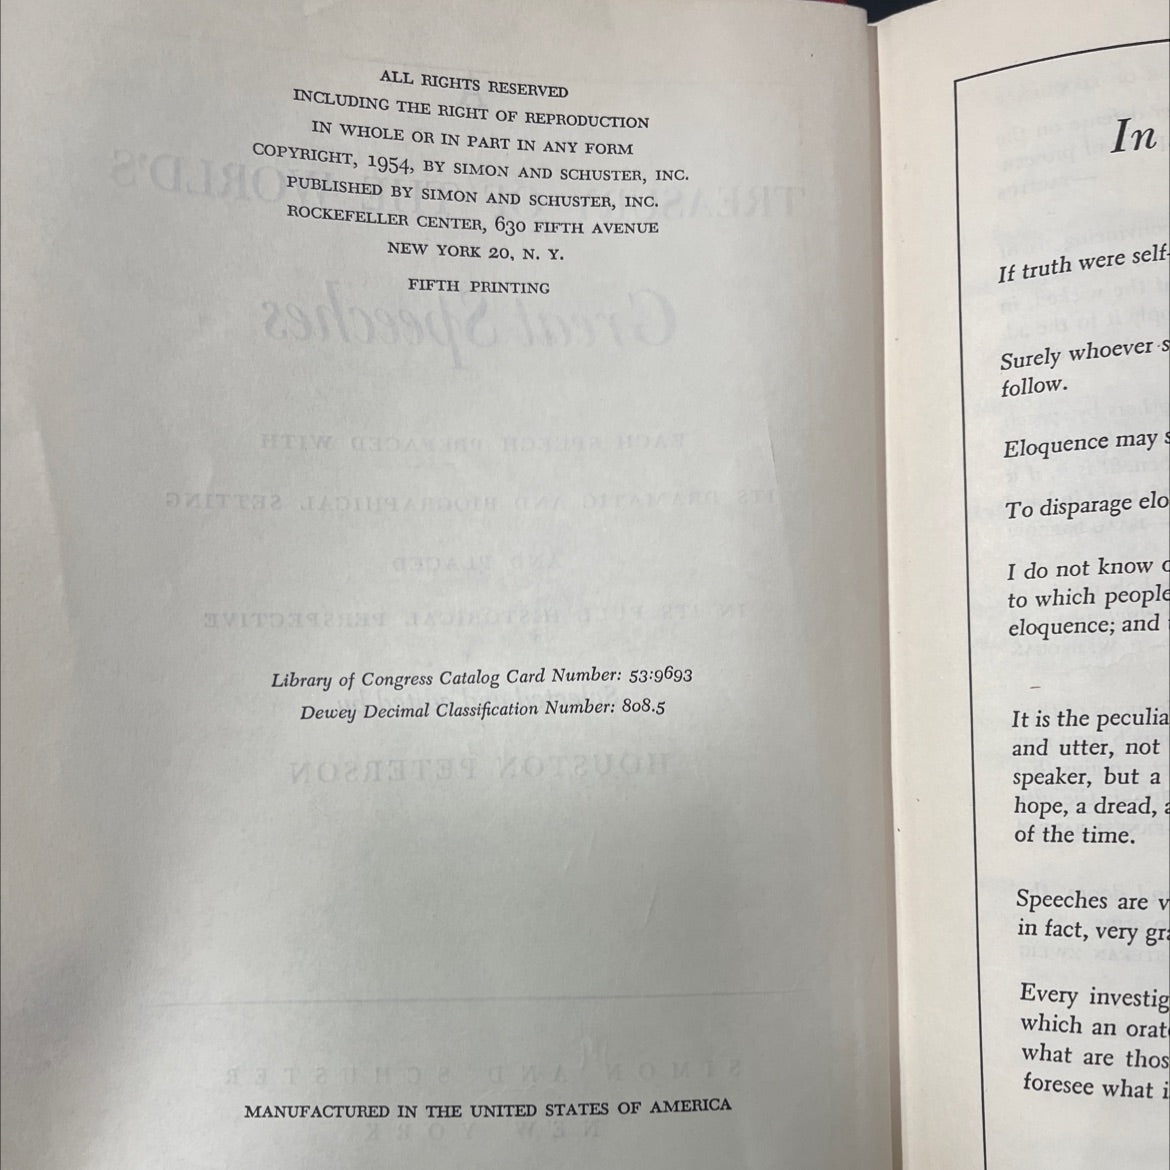 ALL RIGHTS RESERVED
INCLUDING THE RIGHT OF REPRODUCTION
IN WHOLE OR IN PART IN ANY FORM
COPYRIGHT, 1954, BY SIMON AND SCHUSTER, INC.
PUBLISHED BY SIMON AND SCHUSTER, INC.
ROCKEFELLER CENTER, 630 FIFTH AVENUE
NEW YORK 20, N. Y.
FIFTH PRINTING
Library of Congress Catalog Card Number: 53:9693
Dewey Decimal Classification Number: 808.5
MANUFACTURED IN THE UNITED STATES OF AMERICA
In
If truth were self-
Surely whoever s
follow.
Eloquence may s
To disparage elo
I do not know
to which people
eloquence; and
It is the peculia
and utter, not
speaker, but a
hope, a dread,
of the time.
Speeches are v
in fact, very gra
Every investig
which an orat
what are thos
foresee what i